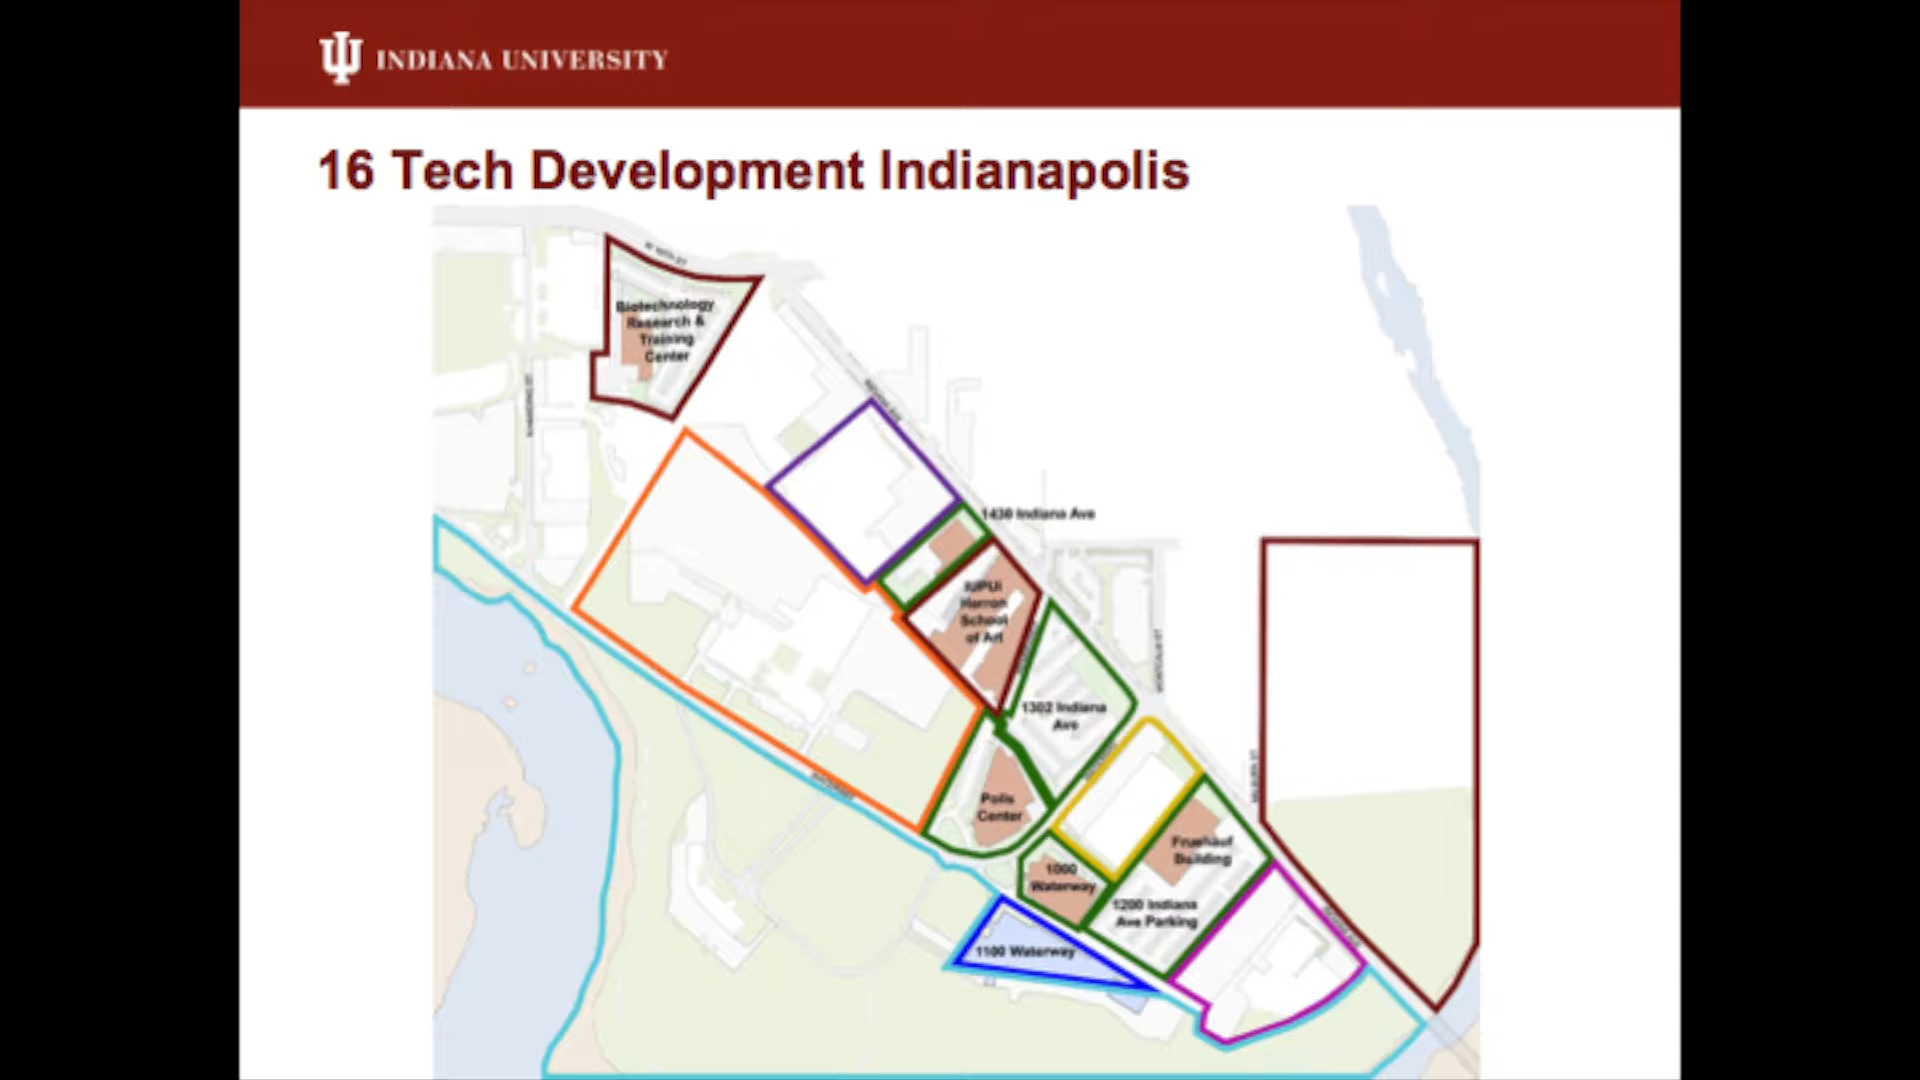 INDIANA UNIVERSITY
16 Tech Development Indianapolis
Biotechnology
Research &
Training
Center
1430 Indiana Ave
IUPUI
Herron
School
of Art
1302 Indiana
Ave
Polis
Center
Fruehauf
Building
1000
Waterway
1200 Indiana
Ave Parking
1100 Waterway